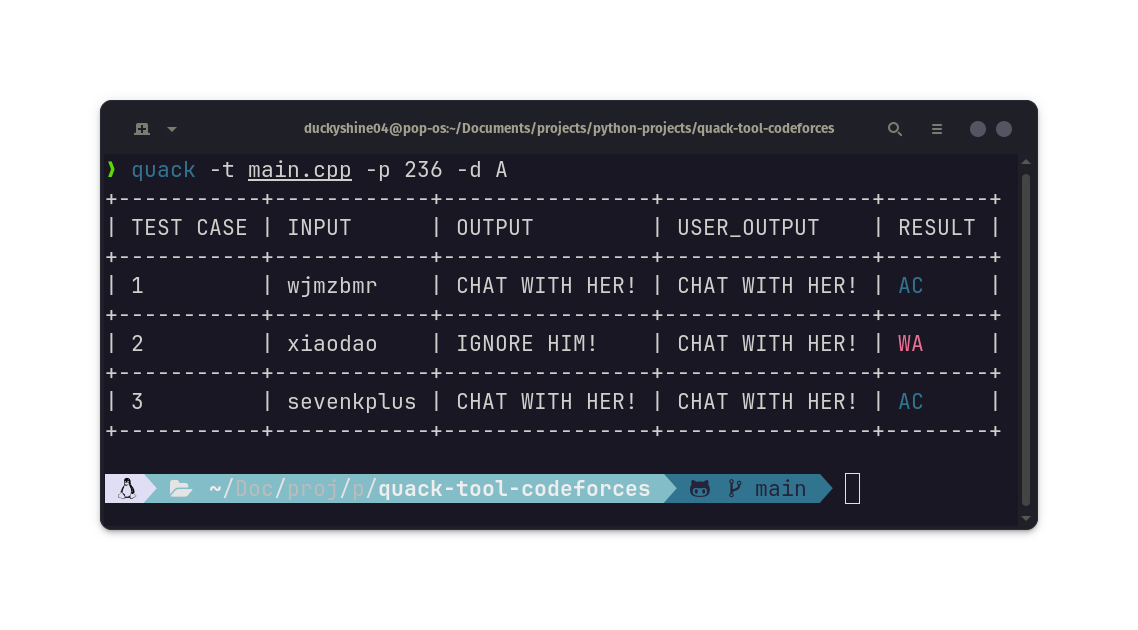 duckyshine04@pop-os:~/Documents/projects/python-projects/quack-tool-codeforces
❯ quack -t main.cpp -p 236 -d A
+-----------+------------+----------------+----------------+--------+
| TEST CASE | INPUT      | OUTPUT         | USER_OUTPUT    | RESULT |
+-----------+------------+----------------+----------------+--------+
| 1         | wjmzbmr    | CHAT WITH HER! | CHAT WITH HER! | AC     |
+-----------+------------+----------------+----------------+--------+
| 2         | xiaodao    | IGNORE HIM!    | CHAT WITH HER! | WA     |
+-----------+------------+----------------+----------------+--------+
| 3         | sevenkplus | CHAT WITH HER! | CHAT WITH HER! | AC     |
+-----------+------------+----------------+----------------+--------+
~/Doc/proj/p/quack-tool-codeforces main